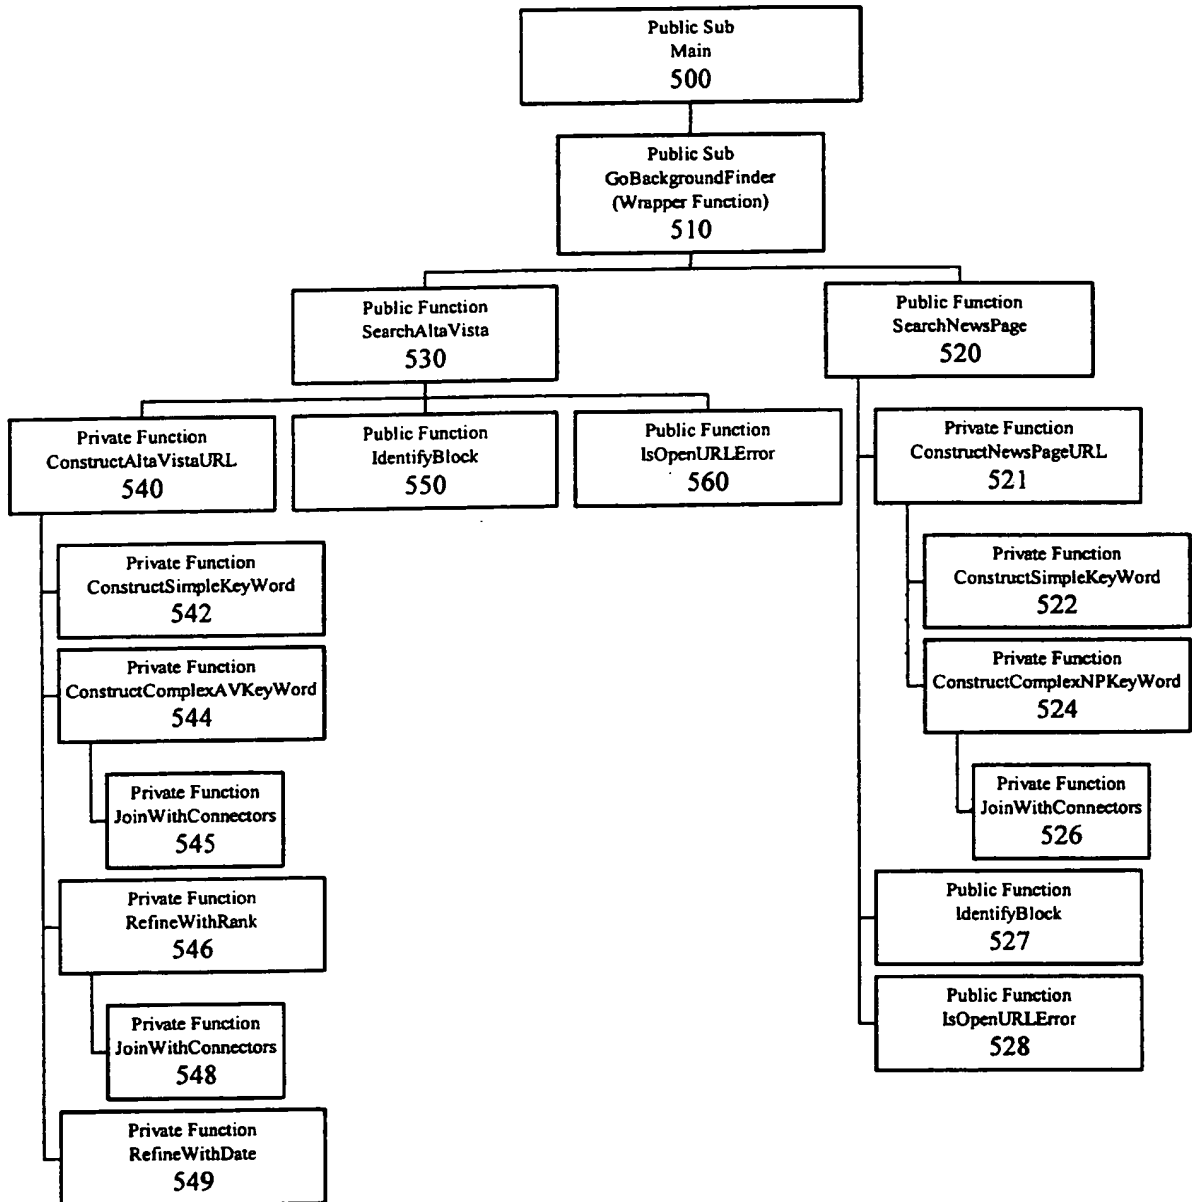 Public Sub
Main
500
Public Sub
GoBackgroundFinder
(Wrapper Function)
510
Public Function
SearchAltaVista
530
Public Function
SearchNewsPage
520
Private Function
ConstructAltaVistaURL
540
Public Function
IdentifyBlock
550
Public Function
IsOpenURLError
560
Private Function
ConstructNewsPageURL
521
Private Function
ConstructSimpleKeyWord
542
Private Function
ConstructSimpleKeyWord
522
Private Function
ConstructComplexAVKeyWord
544
Private Function
ConstructComplexNPKeyWord
524
Private Function
JoinWithConnectors
545
Private Function
JoinWithConnectors
526
Private Function
RefineWithRank
546
Public Function
IdentifyBlock
527
Private Function
JoinWithConnectors
548
Public Function
IsOpenURLError
528
Private Function
RefineWithDate
549